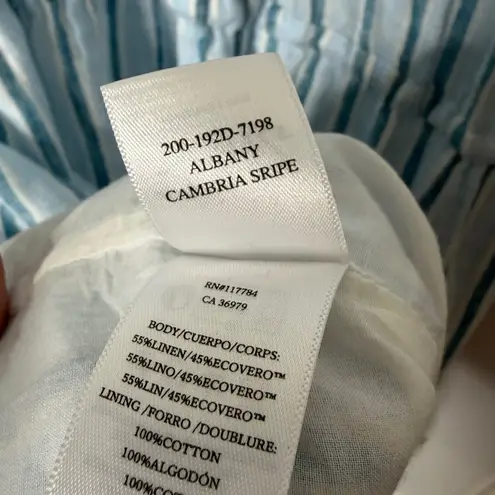 200-192D-7198
ALBANY
CAMBRIA SRIPE
RN#117784
CA 36979
BODY/CUERPO/CORPS:
55%LINEN/45%ECOVERO™
55%LINO/45%ECOVERO™
55%LIN/45%ECOVERO™
LINING /FORRO /DOUBLURE:
100%COTTON
100%ALGODÓN